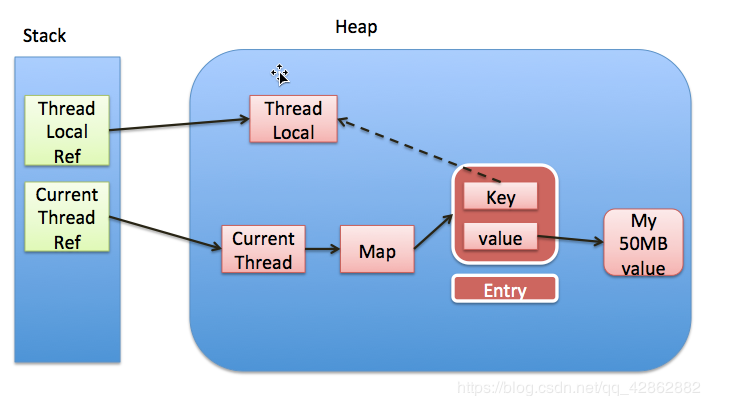 Stack
Heap
Thread
Local
Ref
Thread
Local
Current
Thread
Ref
Key
Current
Thread
Map
value
My
50MB
value
Entry
https://blog.csdn.net/qq_42862882